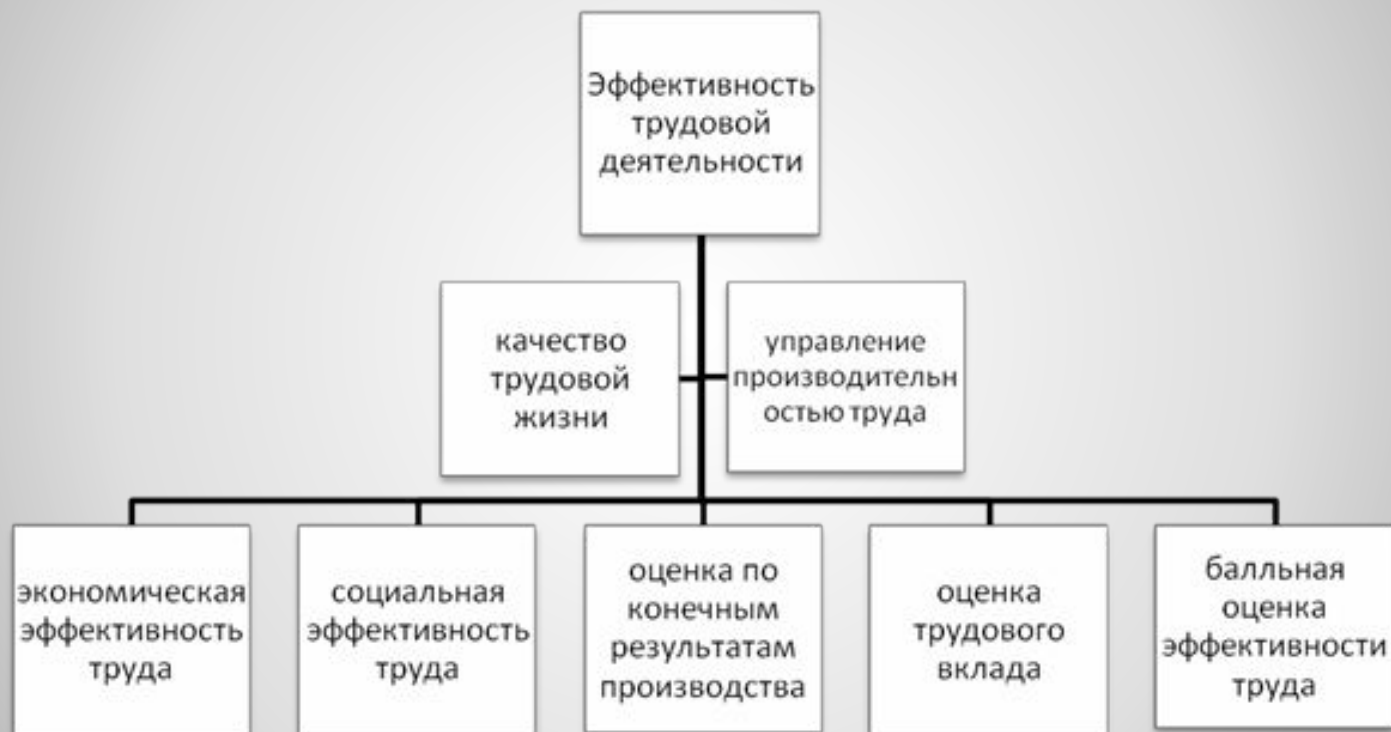 Эффективность
трудовой
деятельности
качество
трудовой
жизни
управление
производительн
остью труда
экономическая
эффективность
труда
социальная
эффективность
труда
оценка по
конечным
результатам
производства
оценка
трудового
вклада
балльная
оценка
эффективности
труда